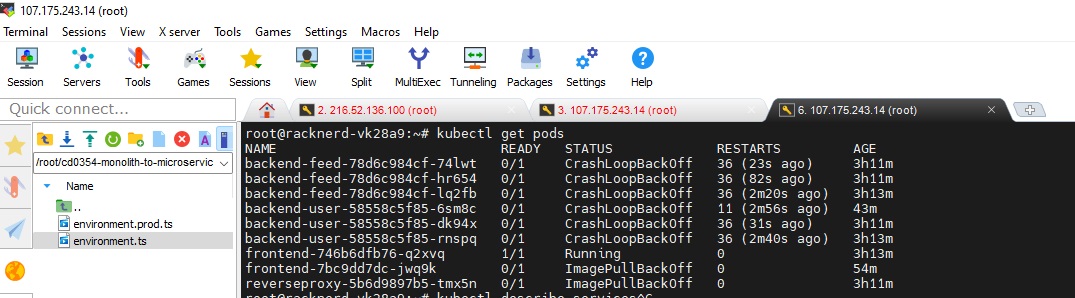 107.175.243.14 (root)
Terminal Sessions View X server Tools Games Settings Macros Help
Session Servers Tools Games Sessions View Split MultiExec Tunneling Packages Settings Help
Quick connect...
2. 216.52.136.100 (root) 3. 107.175.243.14 (root) 6. 107.175.243.14 (root)
/root/cd0354-monolith-to-microservic
Name
..
environment.prod.ts
environment.ts
root@racknerd-vk28a9:~# kubectl get pods
NAME READY STATUS RESTARTS AGE
backend-feed-78d6c984cf-74lwt 0/1 CrashLoopBackOff 36 (23s ago) 3h11m
backend-feed-78d6c984cf-hr654 0/1 CrashLoopBackOff 36 (82s ago) 3h11m
backend-feed-78d6c984cf-lq2fb 0/1 CrashLoopBackOff 36 (2m20s ago) 3h13m
backend-user-58558c5f85-6sm8c 0/1 CrashLoopBackOff 11 (2m56s ago) 43m
backend-user-58558c5f85-dk94x 0/1 CrashLoopBackOff 36 (31s ago) 3h11m
backend-user-58558c5f85-rnspq 0/1 CrashLoopBackOff 36 (2m40s ago) 3h13m
frontend-746b6dfb76-q2xvq 1/1 Running 0 3h13m
frontend-7bc9dd7dc-jwq9k 0/1 ImagePullBackOff 0 54m
reverseproxy-5b6d9897b5-tmx5n 0/1 ImagePullBackOff 0 3h11m
root@racknerd-vk28a9:~# kubectl describe services^C